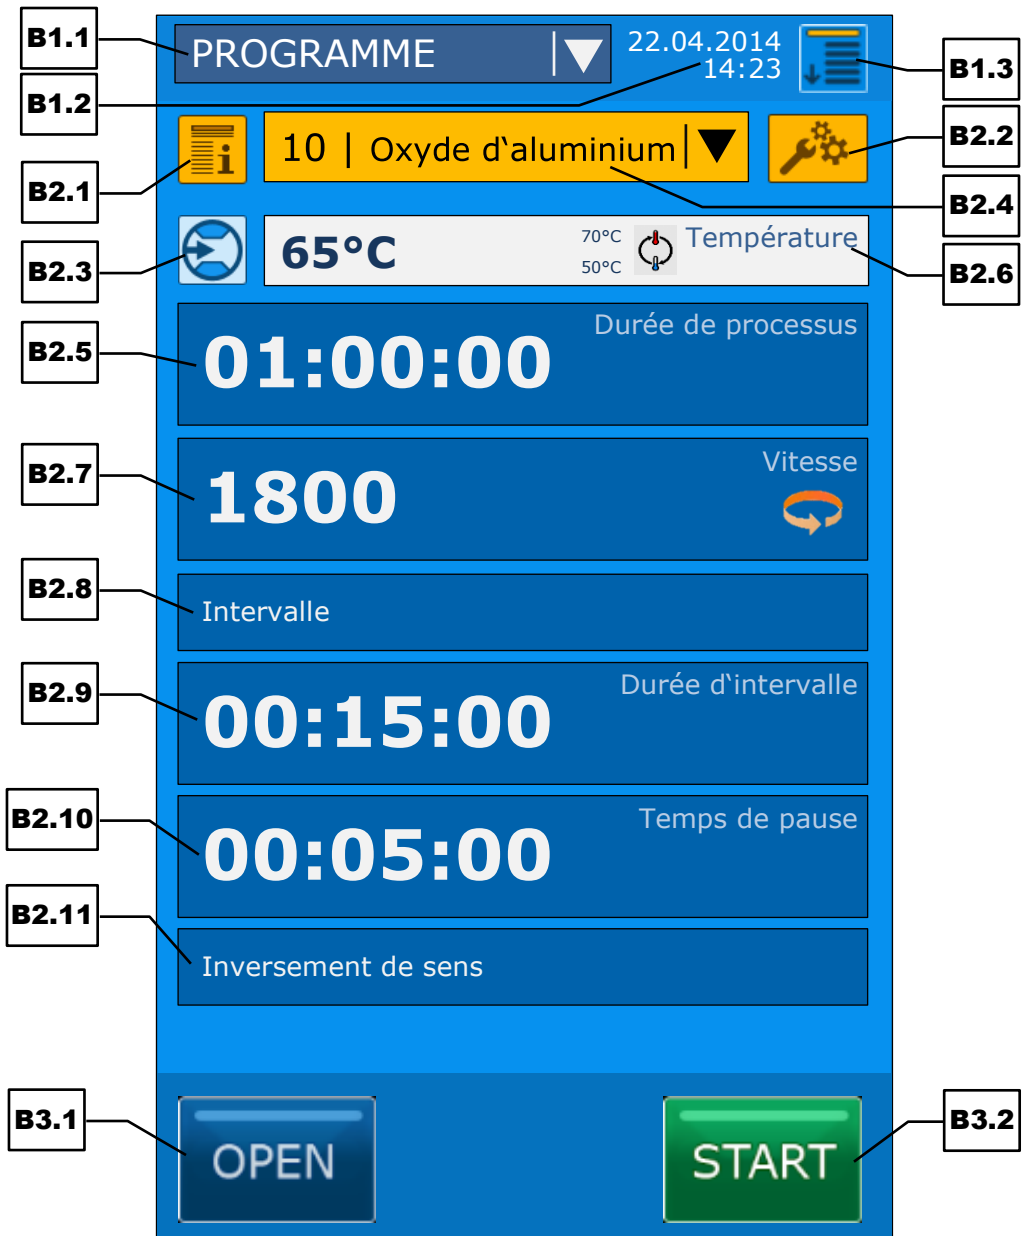 B1.1
PROGRAMME
22.04.2014
14:23
B1.3
B1.2
B2.1
10 | Oxyde d‘aluminium
B2.2
B2.4
B2.3
65°C
70°C
50°C
Température
B2.6
B2.5
Durée de processus
01:00:00
B2.7
Vitesse
1800
B2.8
Intervalle
B2.9
Durée d‘intervalle
00:15:00
B2.10
Temps de pause
00:05:00
B2.11
Inversement de sens
B3.1
OPEN
START
B3.2